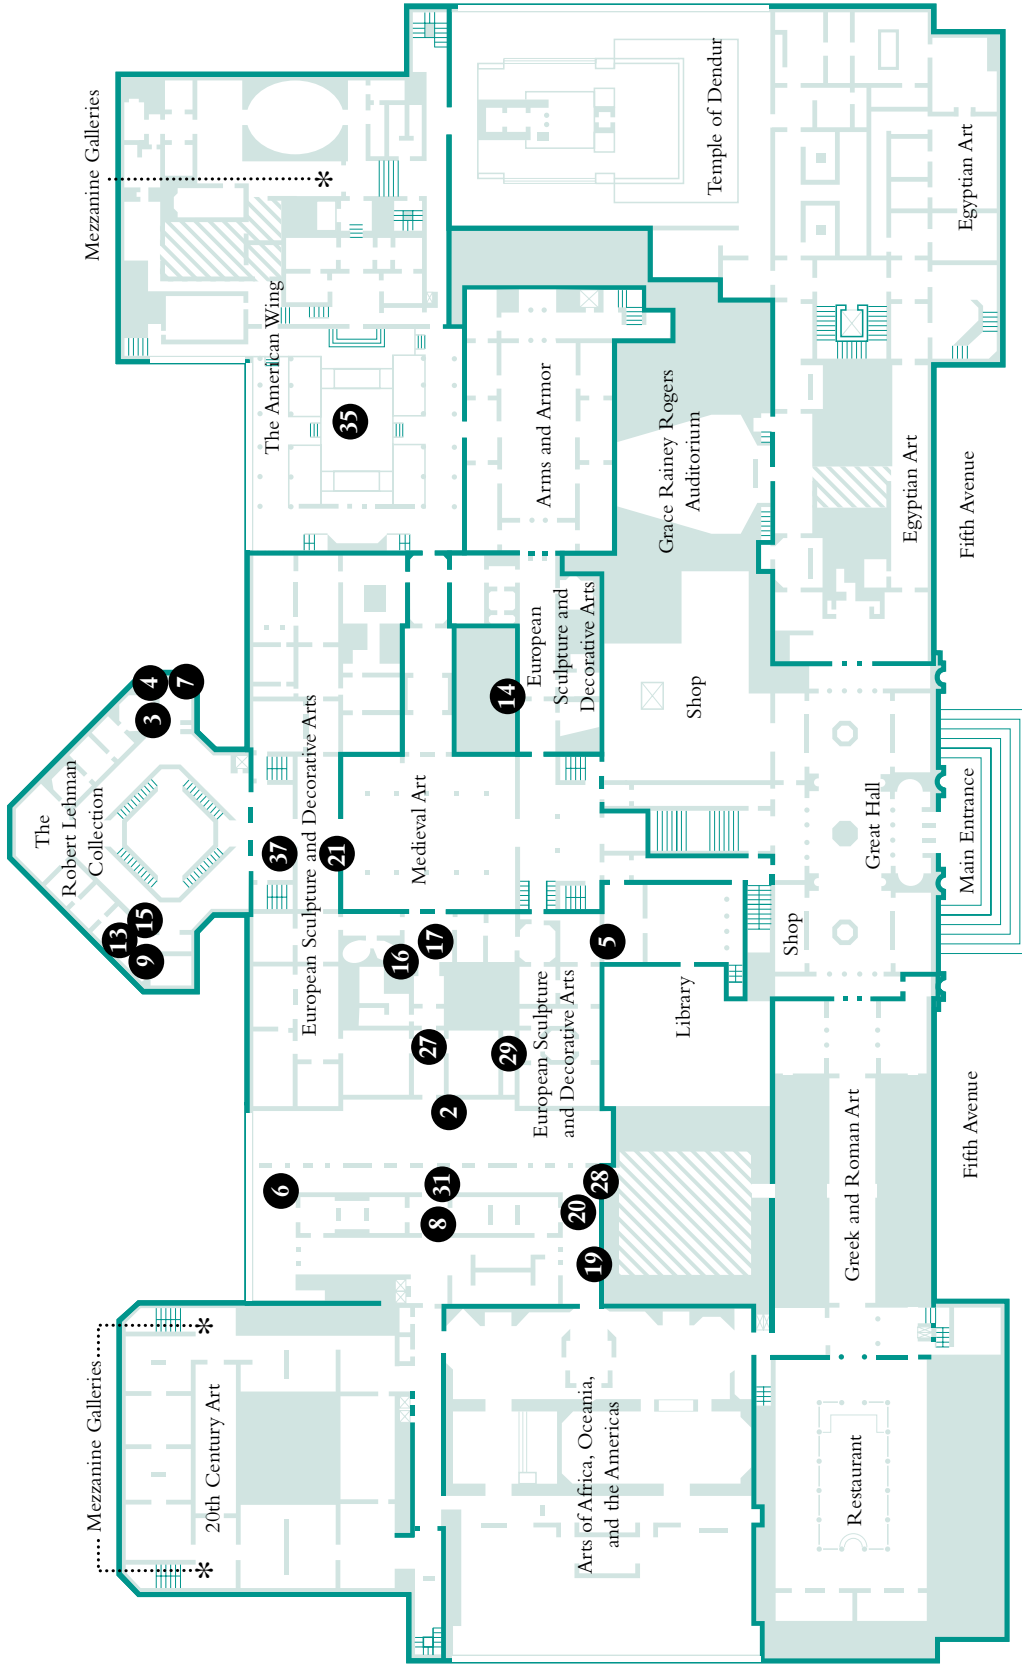 Mezzanine Galleries
*
The American Wing
35
Temple of Dendur
Egyptian Art
Arms and Armor
Grace Rainey Rogers
Auditorium
Egyptian Art
Fifth Avenue
4
7
3
The
Robert Lehman
Collection
13
15
9
37
21
European Sculpture and Decorative Arts
Medieval Art
14
European
Sculpture and
Decorative Arts
Shop
Great Hall
Main Entrance
Shop
5
16
17
27
29
2
European Sculpture
and Decorative Arts
Library
6
31
8
28
20
19
Greek and Roman Art
Fifth Avenue
Mezzanine Galleries
*
*
20th Century Art
Arts of Africa, Oceania,
and the Americas
Restaurant